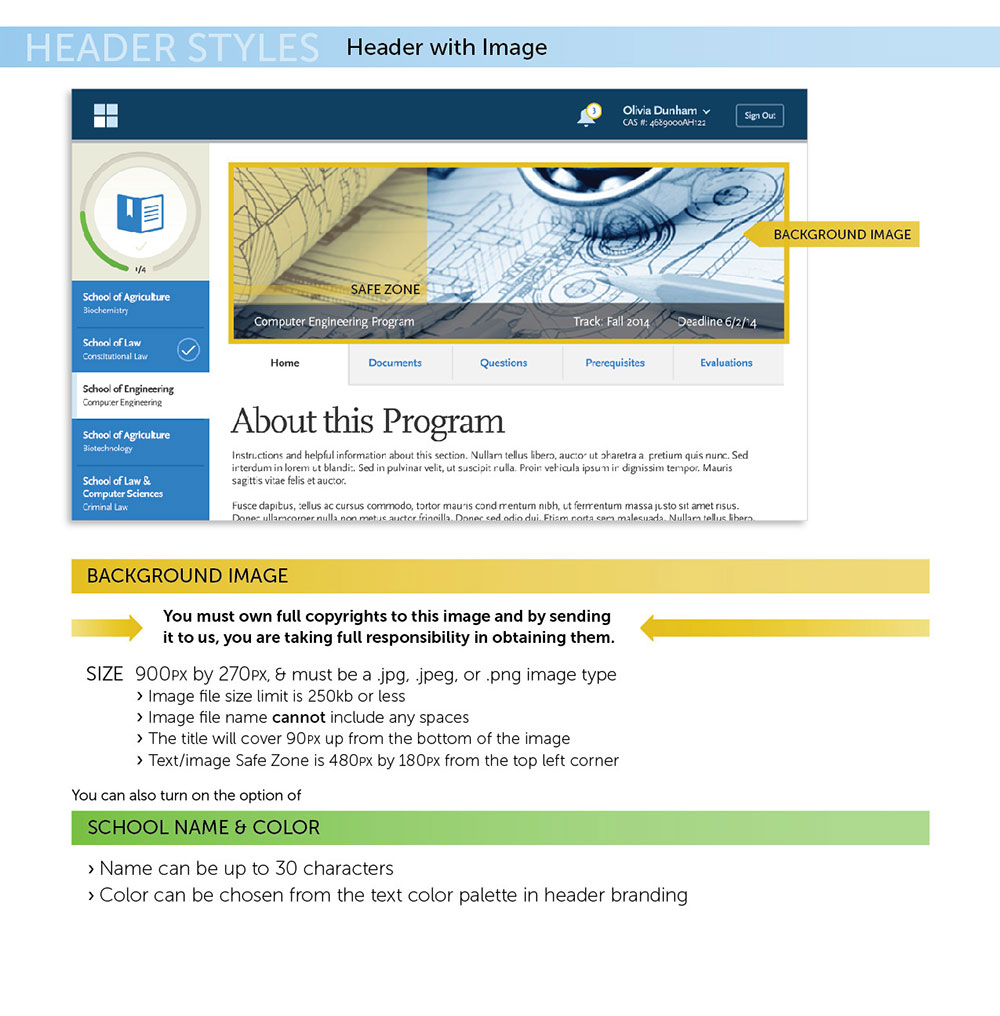 HEADER STYLES Header with Image
3
Olivia Dunham
CAS #: 4689000AH122
Sign Out
1/4
School of Agriculture
Biochemistry
School of Law
Constitutional Law
School of Engineering
Computer Engineering
School of Agriculture
Biotechnology
School of Law &
Computer Sciences
Criminal Law
SAFE ZONE
BACKGROUND IMAGE
Computer Engineering Program Track: Fall 2014 Deadline 6/2/14
Home Documents Questions Prerequisites Evaluations
About this Program
Instructions and helpful information about this section. Nullam tellus libero, auctor ut pharetra a, pretium quis nunc. Sed
interdum in lorem ut blandit. Sed in pulvinar velit, ut suscipit nulla. Proin vehicula ipsum in dignissim tempor. Mauris
sagittis vitae felis et auctor.
Fusce dapibus, tellus ac cursus commodo, tortor mauris condimentum nibh, ut fermentum massa justo sit amet risus.
Donec ullamcorper nulla non metus auctor fringilla. Donec sed odio dui. Etiam porta sem malesuada. Nullam tellus libero,
BACKGROUND IMAGE
You must own full copyrights to this image and by sending
it to us, you are taking full responsibility in obtaining them.
SIZE 900PX by 270PX, & must be a .jpg, .jpeg, or .png image type
› Image file size limit is 250kb or less
› Image file name cannot include any spaces
› The title will cover 90PX up from the bottom of the image
› Text/image Safe Zone is 480PX by 180PX from the top left corner
You can also turn on the option of
SCHOOL NAME & COLOR
› Name can be up to 30 characters
› Color can be chosen from the text color palette in header branding